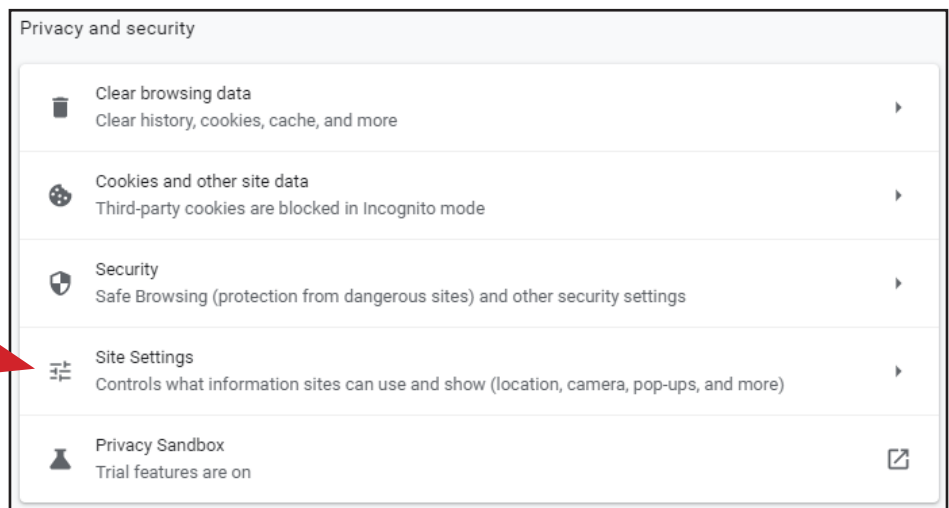 Privacy and security
Clear browsing data
Clear history, cookies, cache, and more
Cookies and other site data
Third-party cookies are blocked in Incognito mode
Security
Safe Browsing (protection from dangerous sites) and other security settings
Site Settings
Controls what information sites can use and show (location, camera, pop-ups, and more)
Privacy Sandbox
Trial features are on